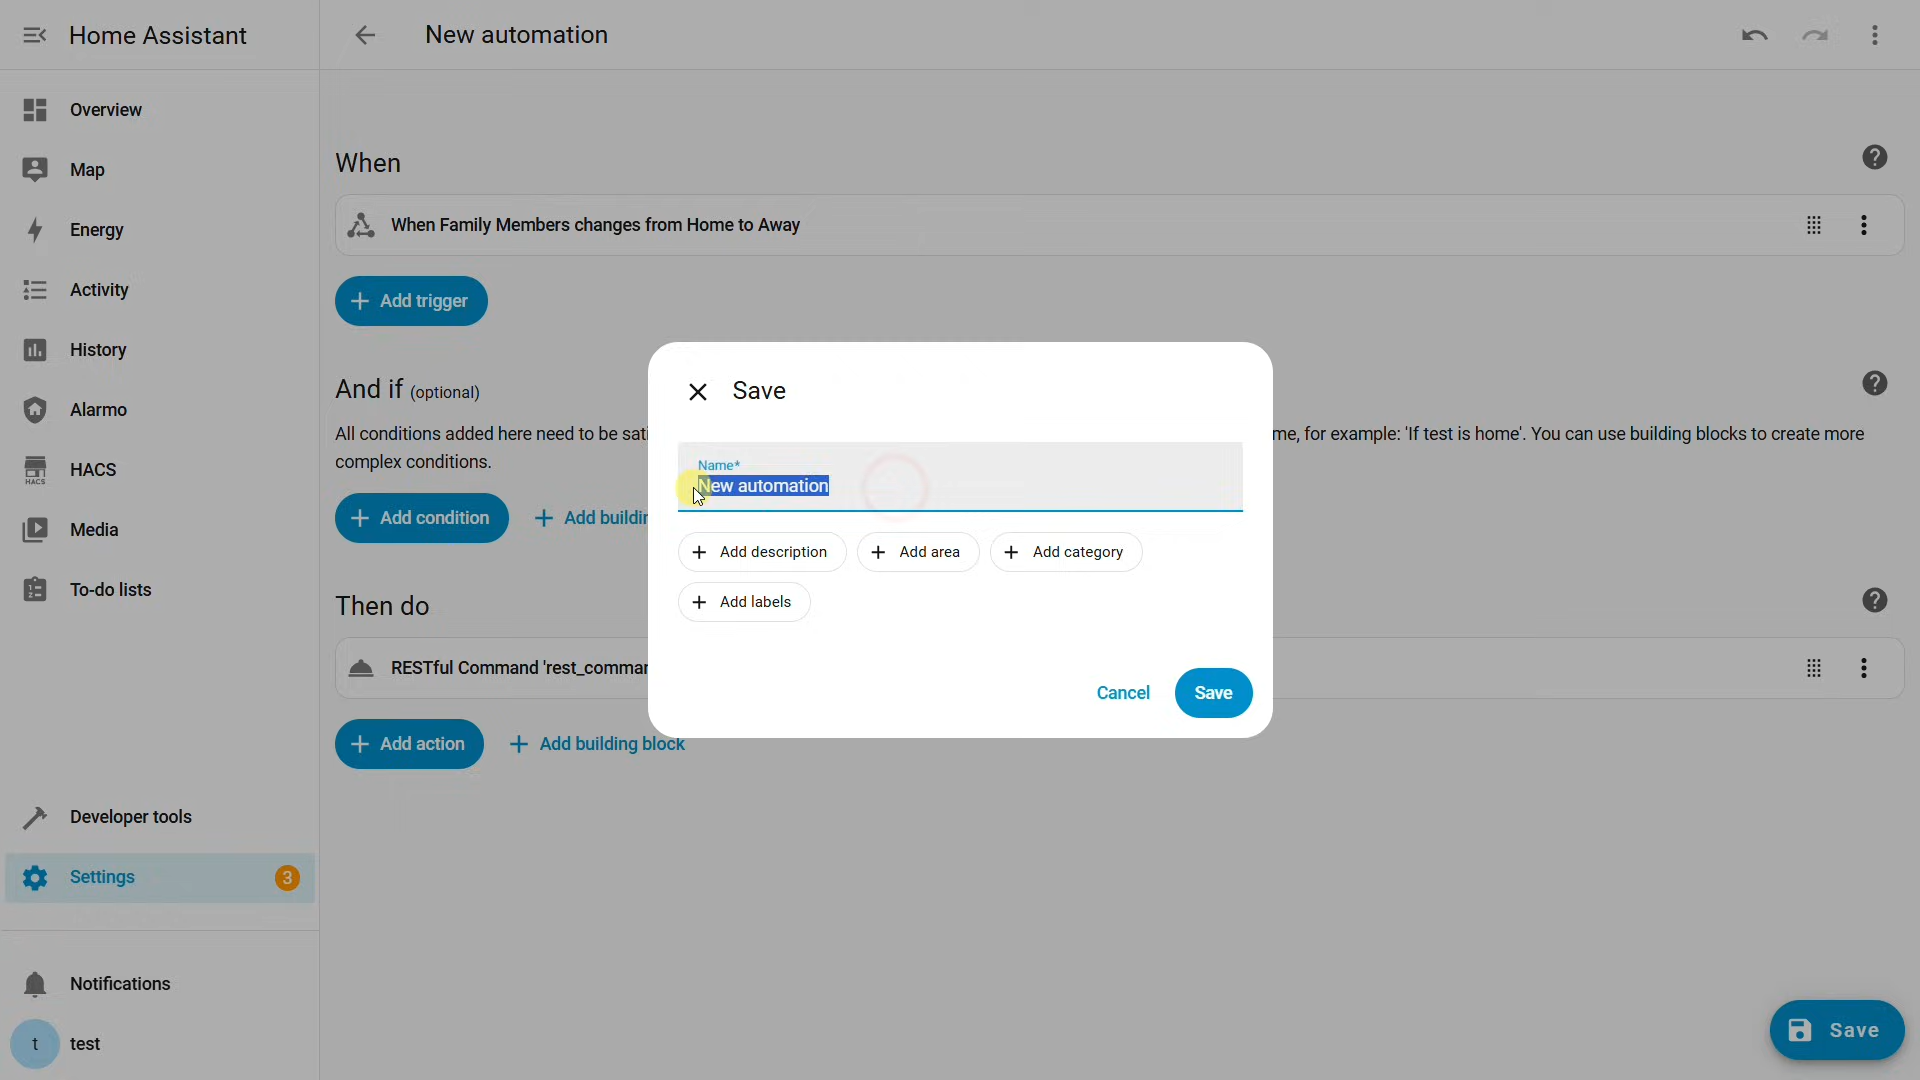 Home Assistant
New automation
Overview
Map
Energy
Activity
History
Alarmo
HACS
HACS
Media
To-do lists
Developer tools
Settings
3
Notifications
t
test
When
?
When Family Members changes from Home to Away
Add trigger
And if (optional)
?
All conditions added here need to be
me, for example: 'If test is home'. You can use building blocks to create more
complex conditions.
Add condition
Add
Then do
?
RESTful Command
Add action
Add building block
Save
Name*
New automation
Add description
Add area
Add category
Add labels
Cancel
Save
Save